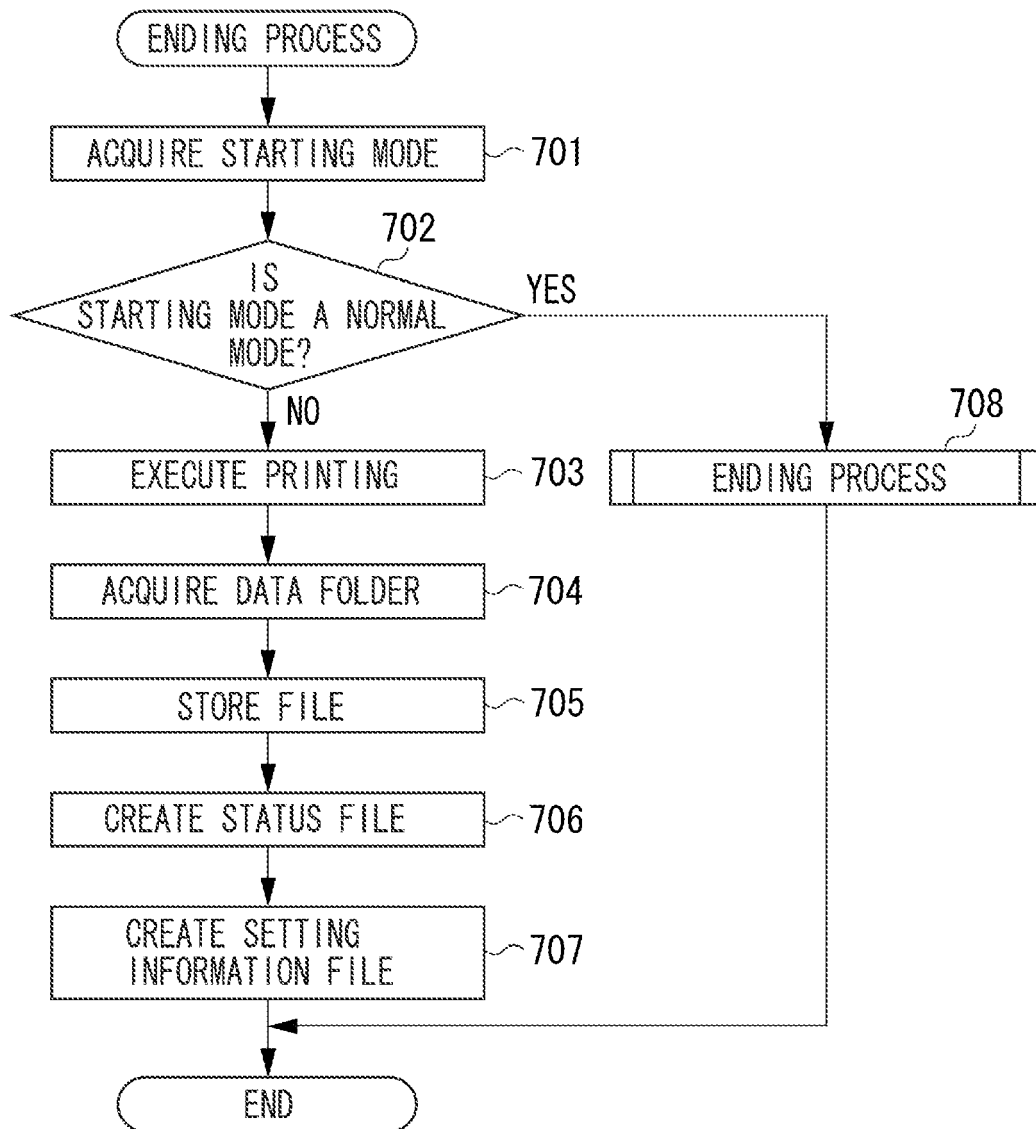 ENDING PROCESS
ACQUIRE STARTING MODE
701
702
IS
STARTING MODE A NORMAL
MODE?
YES
NO
EXECUTE PRINTING
703
708
ENDING PROCESS
ACQUIRE DATA FOLDER
704
STORE FILE
705
CREATE STATUS FILE
706
CREATE SETTING
INFORMATION FILE
707
END